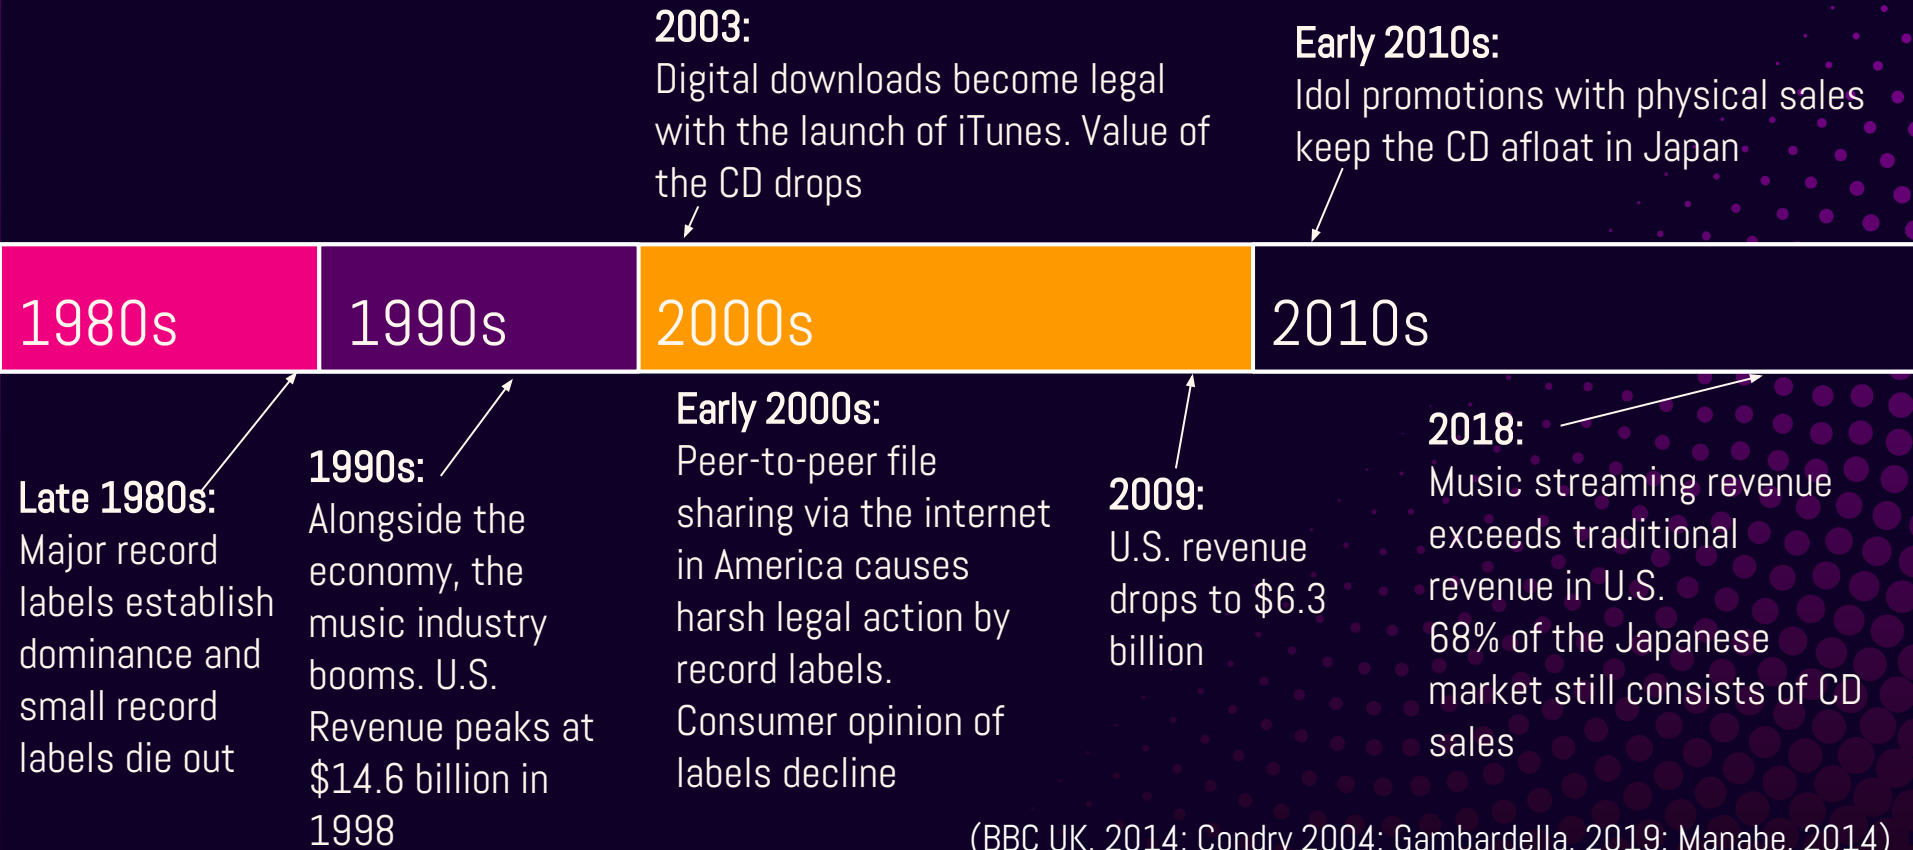 2003:
Digital downloads become legal
with the launch of iTunes. Value of
the CD drops
Early 2010s:
Idol promotions with physical sales
keep the CD afloat in Japan
1980s
1990s
2000s
2010s
Late 1980s:
Major record
labels establish
dominance and
small record
labels die out
1990s:
Alongside the
economy, the
music industry
booms. U.S.
Revenue peaks at
$14.6 billion in
1998
Early 2000s:
Peer-to-peer file
sharing via the internet
in America causes
harsh legal action by
record labels.
Consumer opinion of
labels decline
2009:
U.S. revenue
drops to $6.3
billion
2018:
Music streaming revenue
exceeds traditional
revenue in U.S.
68% of the Japanese
market still consists of CD
sales
(BBC UK, 2014; Condry 2004; Gambardella, 2019; Manabe, 2014)